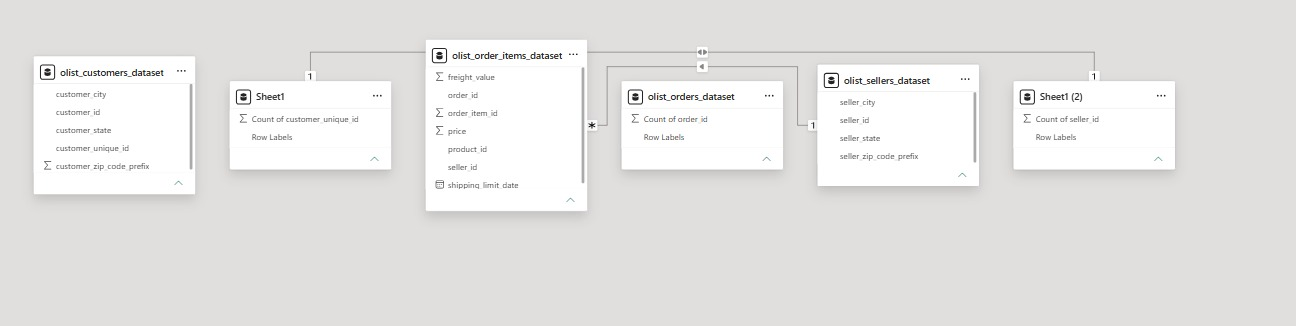 olist_customers_dataset ...
customer_city
customer_id
customer_state
customer_unique_id
Σ customer_zip_code_prefix
1
Sheet1 ...
Σ Count of customer_unique_id
Row Labels
olist_order_items_dataset ...
Σ freight_value
order_id
Σ order_item_id
Σ price
product_id
seller_id
shipping_limit_date
*
olist_orders_dataset ...
Σ Count of order_id
Row Labels
1
olist_sellers_dataset ...
seller_city
seller_id
seller_state
seller_zip_code_prefix
1
Sheet1 (2) ...
Σ Count of seller_id
Row Labels